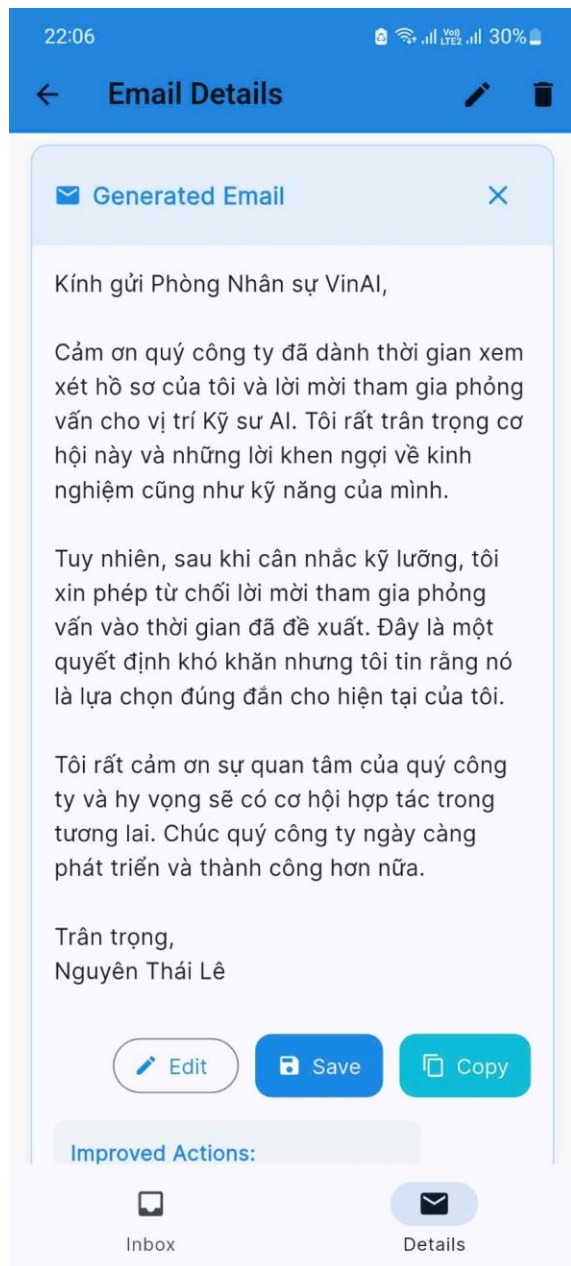 22:06
Vo)) LTE2 30%
Email Details
Generated Email
Kính gửi Phòng Nhân sự VinAI,
Cảm ơn quý công ty đã dành thời gian xem
xét hồ sơ của tôi và lời mời tham gia phỏng
vấn cho vị trí Kỹ sư AI. Tôi rất trân trọng cơ
hội này và những lời khen ngợi về kinh
nghiệm cũng như kỹ năng của mình.
Tuy nhiên, sau khi cân nhắc kỹ lưỡng, tôi
xin phép từ chối lời mời tham gia phỏng
vấn vào thời gian đã đề xuất. Đây là một
quyết định khó khăn nhưng tôi tin rằng nó
là lựa chọn đúng đắn cho hiện tại của tôi.
Tôi rất cảm ơn sự quan tâm của quý công
ty và hy vọng sẽ có cơ hội hợp tác trong
tương lai. Chúc quý công ty ngày càng
phát triển và thành công hơn nữa.
Trân trọng,
Nguyên Thái Lê
Edit Save Copy
Improved Actions:
Inbox Details